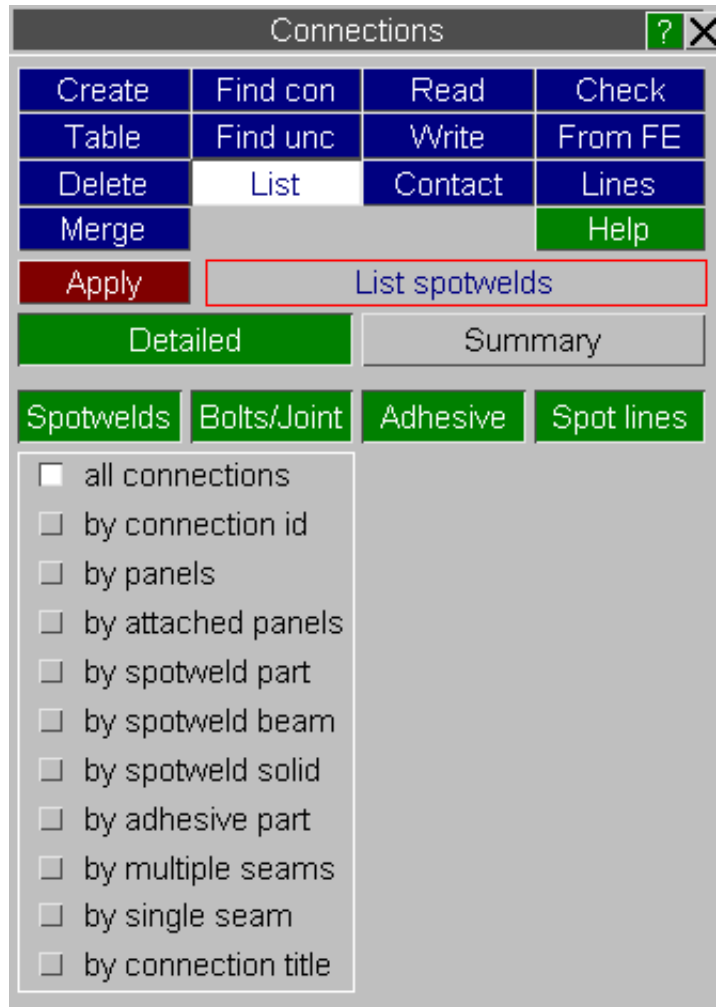 Connections ? X
Create Find con Read Check
Table Find unc Write From FE
Delete List Contact Lines
Merge Help
Apply List spotwelds
Detailed Summary
Spotwelds Bolts/Joint Adhesive Spot lines
all connections
by connection id
by panels
by attached panels
by spotweld part
by spotweld beam
by spotweld solid
by adhesive part
by multiple seams
by single seam
by connection title